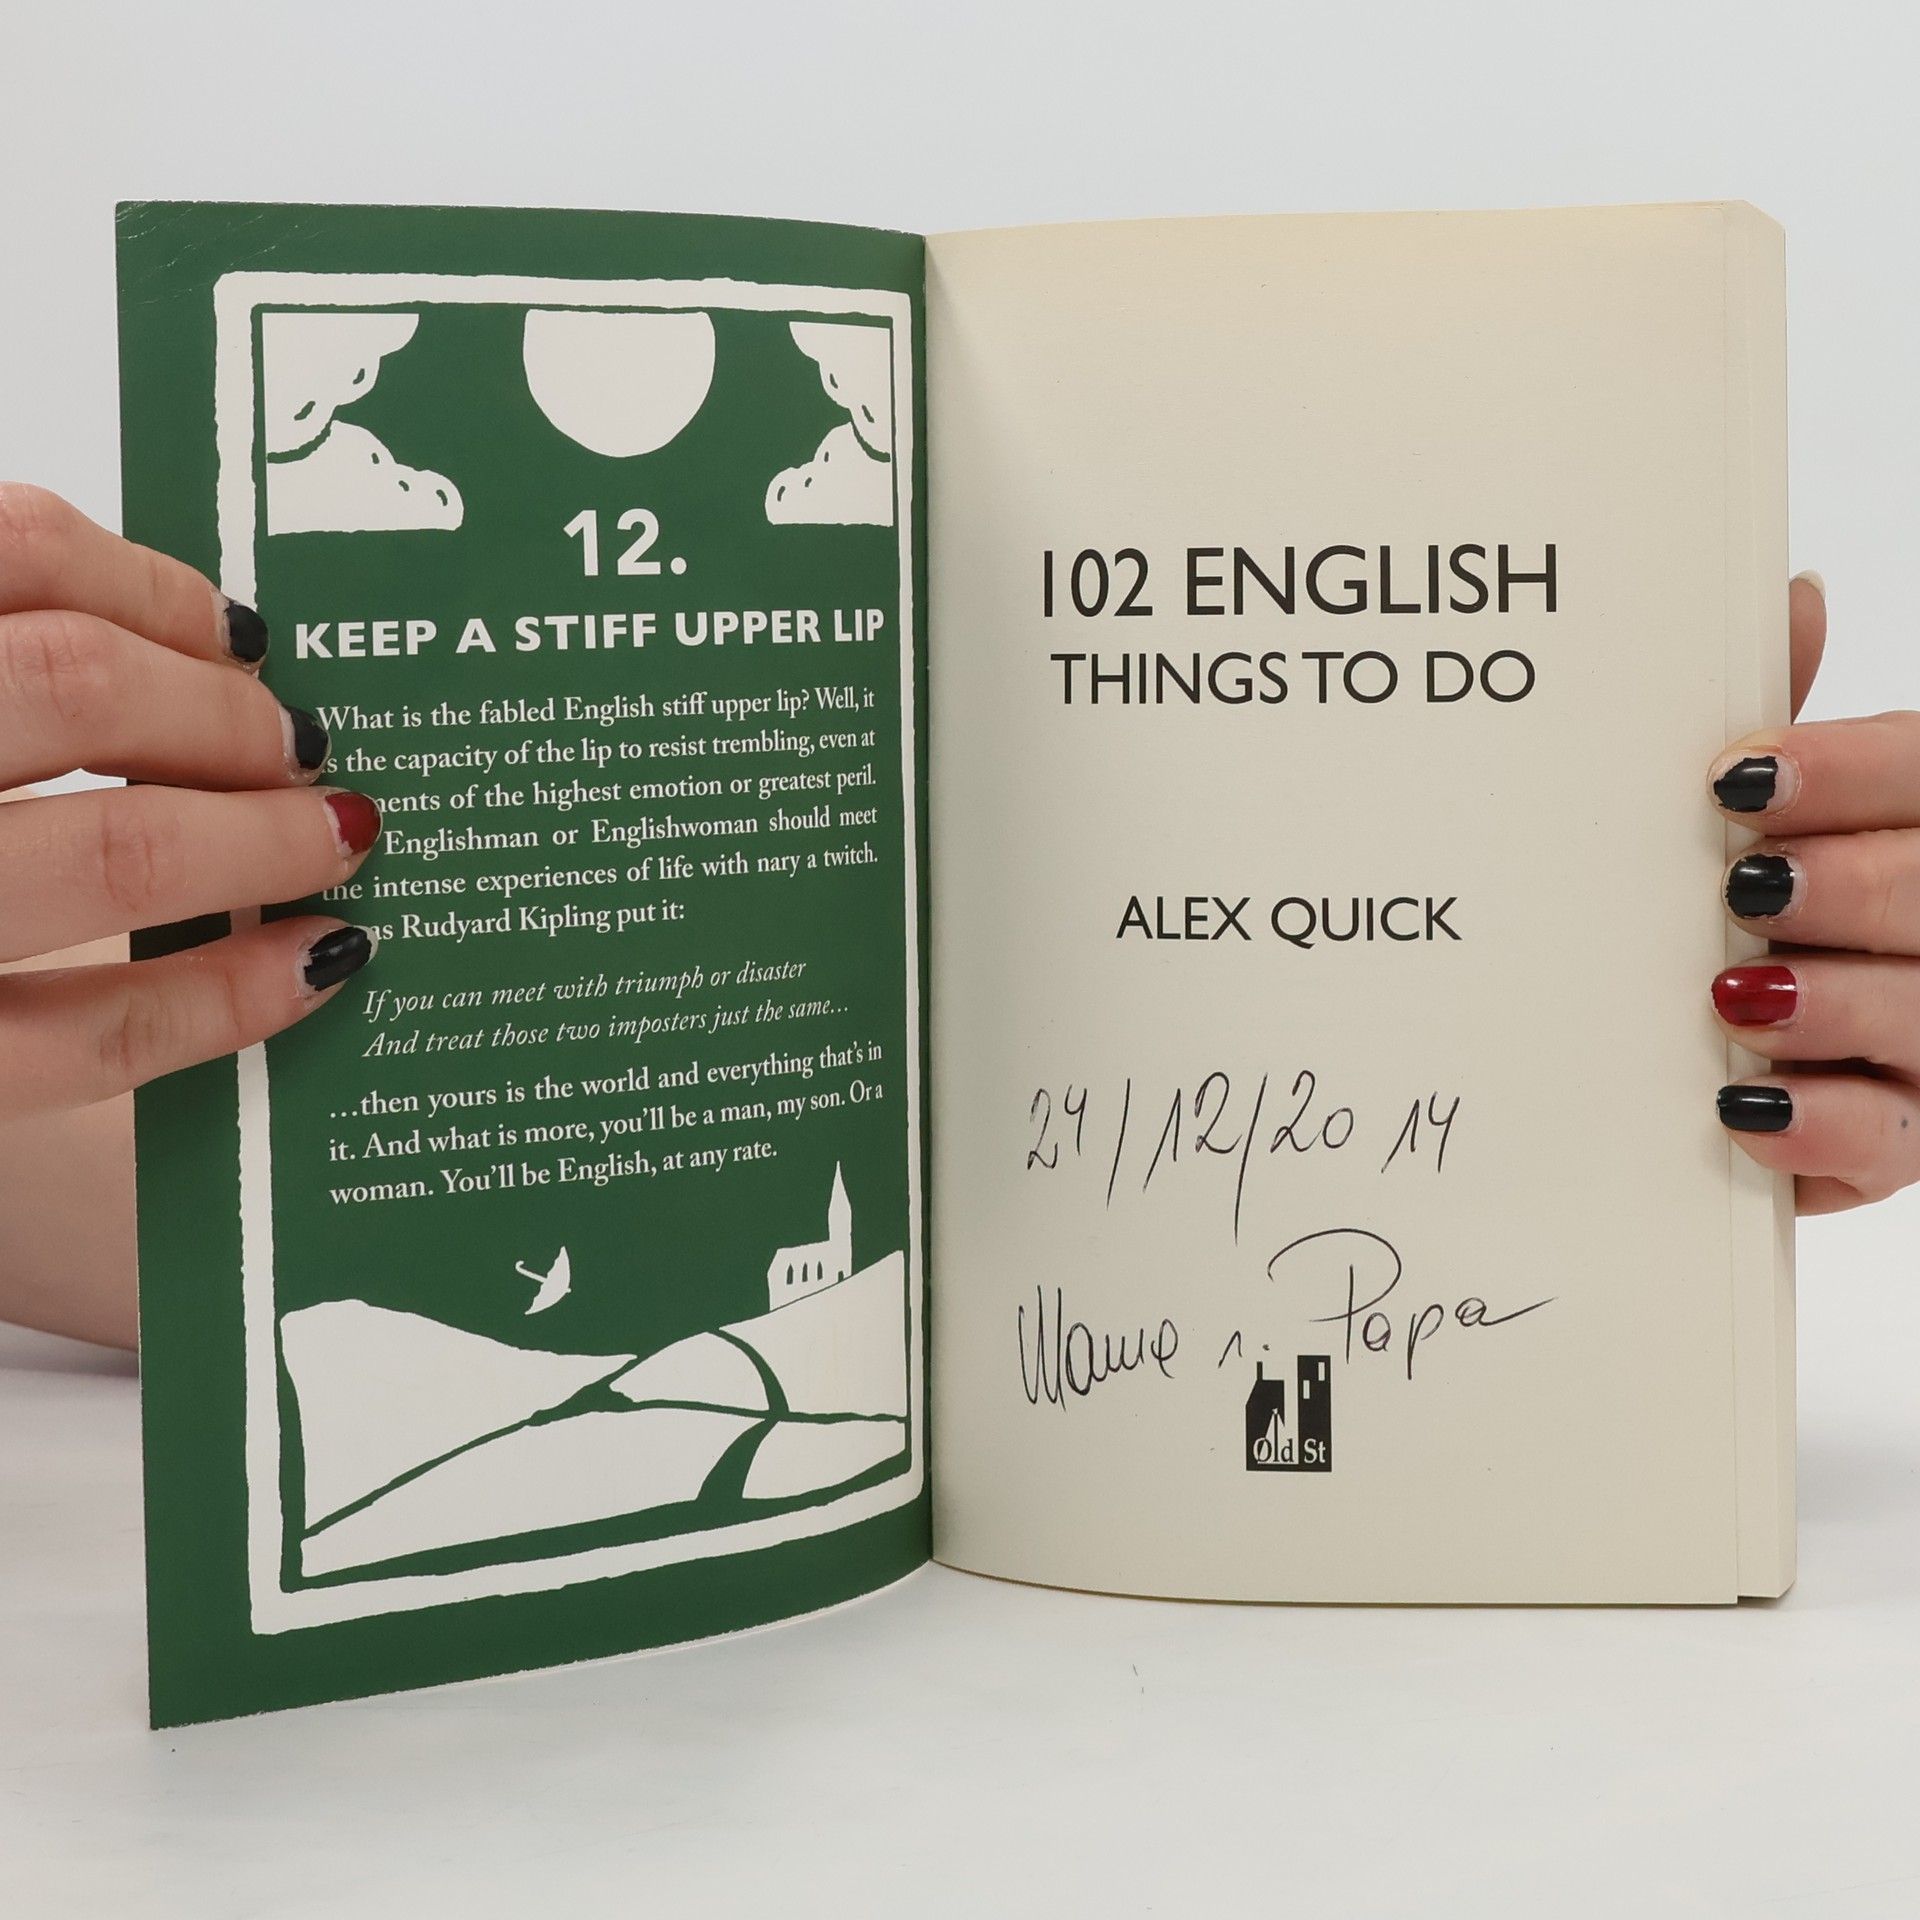 12.
KEEP A STIFF UPPER LIP
What is the fabled English stiff upper lip? Well, it
s the capacity of the lip to resist trembling, even at
ents of the highest emotion or greatest peril.
Englishman or Englishwoman should meet
the intense experiences of life with nary a twitch.
as Rudyard Kipling put it:
If you can meet with triumph or disaster
And treat those two imposters just the same...
...then yours is the world and everything that's in
it. And what is more, you'll be a man, my son. Or a
woman. You'll be English, at any rate.
102 ENGLISH
THINGS TO DO
ALEX QUICK
24/12/2014
Papa
Old St